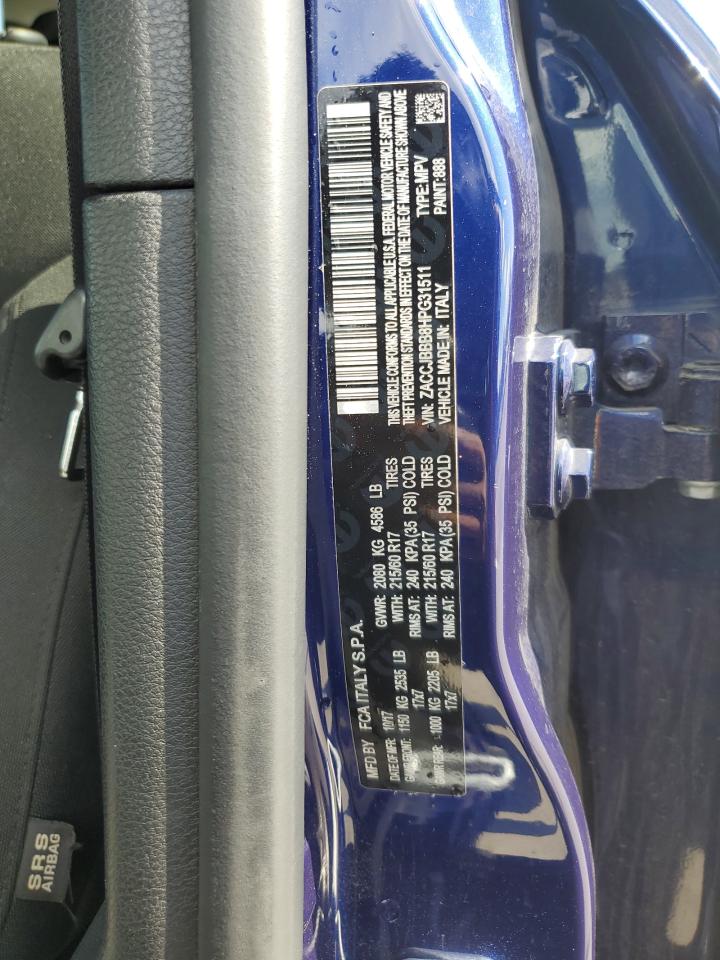 MFD BY FCA ITALY S.P.A.
DATE OF MFR: 10/17 GVWR: 2080 KG 4586 LB
1150 KG 2535 LB WITH: 215/60 R17 TIRES
17x7 RIMS AT: 240 KPA(35 PSI) COLD
1000 KG 2205 LB WITH: 215/60 R17 TIRES
17x7 RIMS AT: 240 KPA(35 PSI) COLD
THIS VEHICLE CONFORMS TO ALL APPLICABLE U.S.A. FEDERAL MOTOR VEHICLE SAFETY AND
THEFT PREVENTION STANDARDS IN EFFECT ON THE DATE OF MANUFACTURE SHOWN ABOVE
VIN: ZACCJBBB8HPG31511 TYPE:MPV
VEHICLE MADE IN: ITALY PAINT:888
SRS
AIRBAG